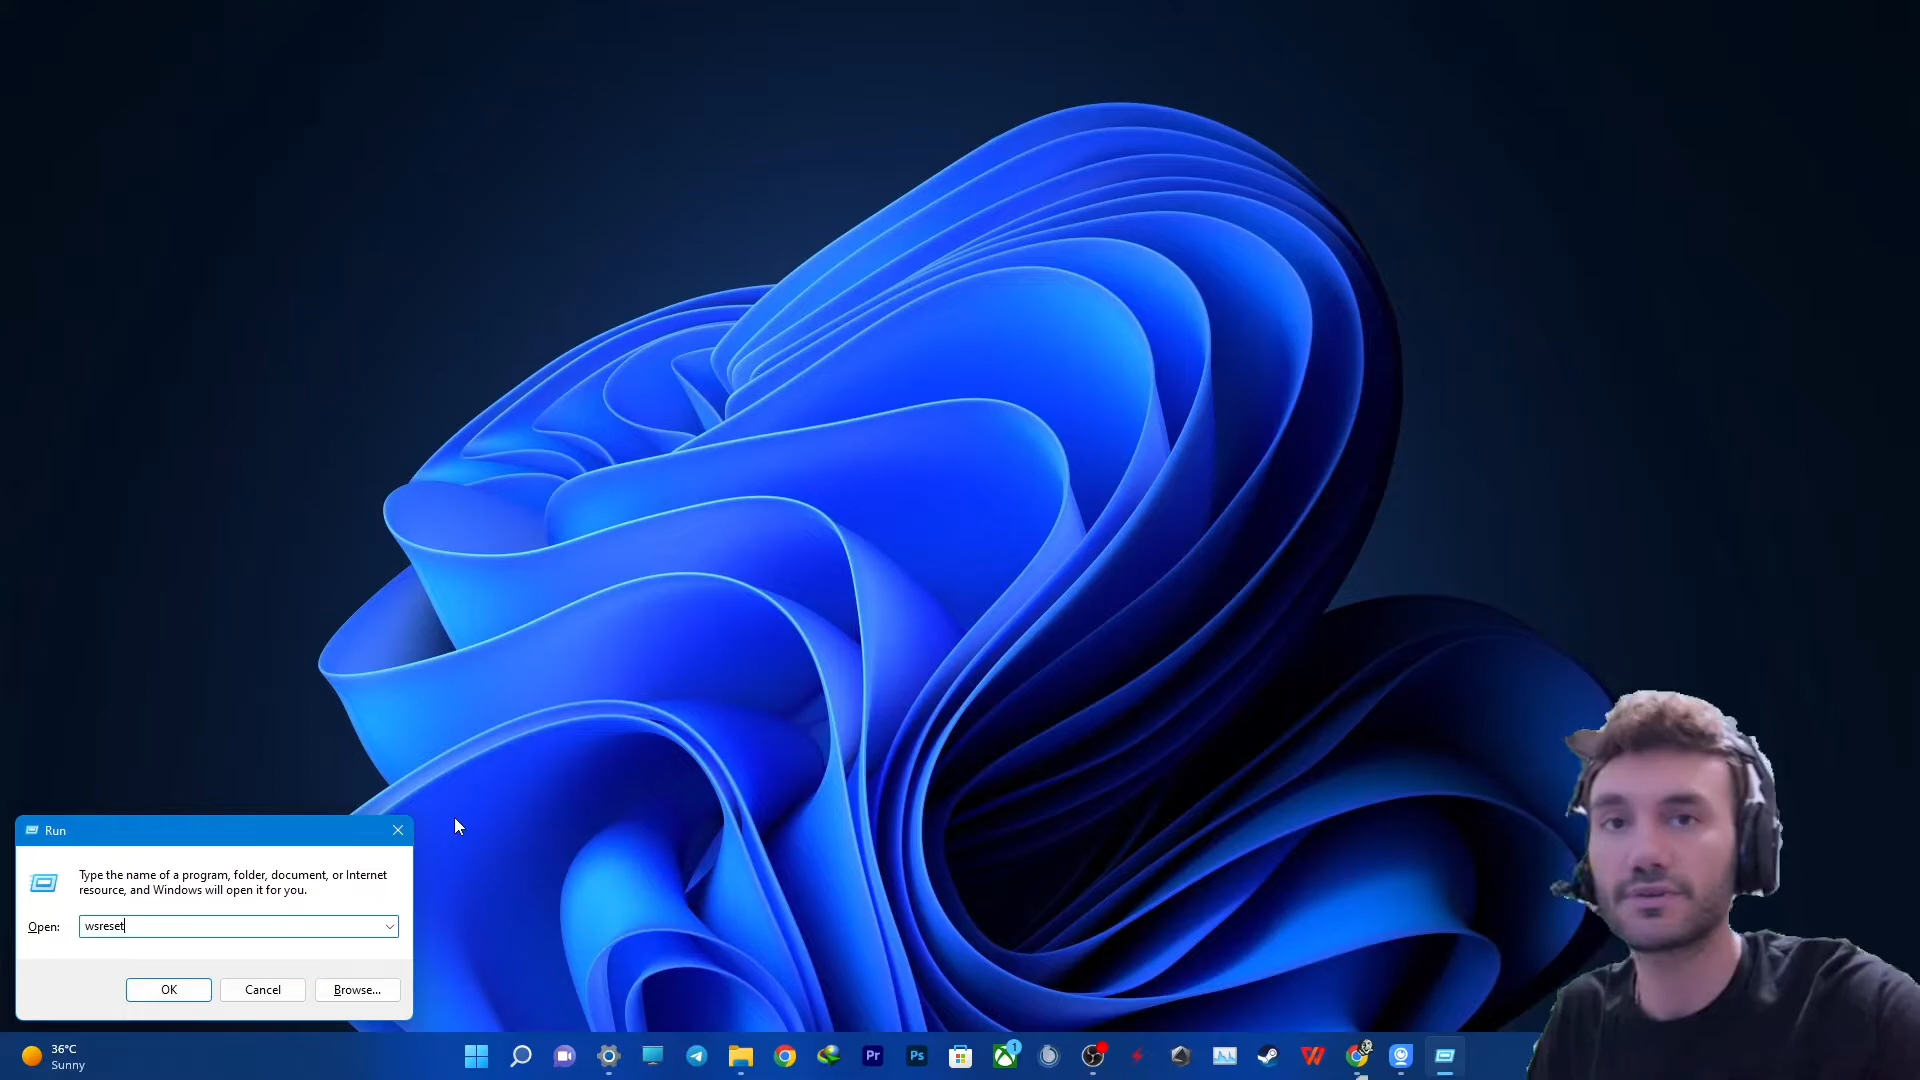 Run
Type the name of a program, folder, document, or Internet
resource, and Windows will open it for you.
Open:
wsreset
OK
Cancel
Browse...
36°C
Sunny
Pr
Ps
1